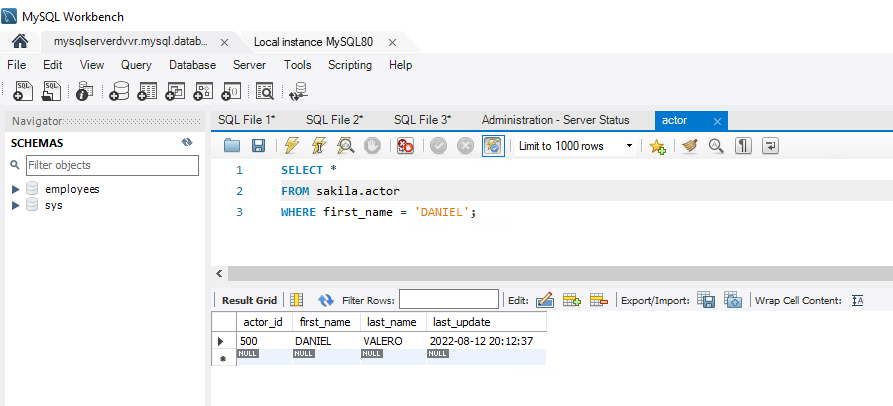 MySQL Workbench
mysqlserverdvvr.mysql.datab... Local instance MySQL80
File Edit View Query Database Server Tools Scripting Help
Navigator
SCHEMAS
Filter objects
employees
sys
SQL File 1* SQL File 2* SQL File 3* Administration - Server Status actor
Limit to 1000 rows
1 SELECT *
2 FROM sakila.actor
3 WHERE first_name = 'DANIEL';
Result Grid Filter Rows: Edit: Export/Import: Wrap Cell Content:
actor_id first_name last_name last_update
500 DANIEL VALERO 2022-08-12 20:12:37
NULL NULL NULL NULL